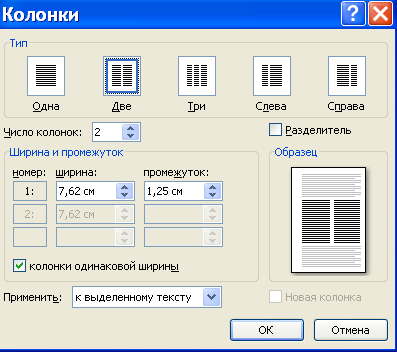 Колонки
Тип
Одна Две Три Слева Справа
Число колонок: 2 Разделитель
Ширина и промежуток Образец
номер: ширина: промежуток:
1: 7,62 см 1,25 см
2: 7,62 см
колонки одинаковой ширины
Применить: к выделенному тексту Новая колонка
ОК Отмена